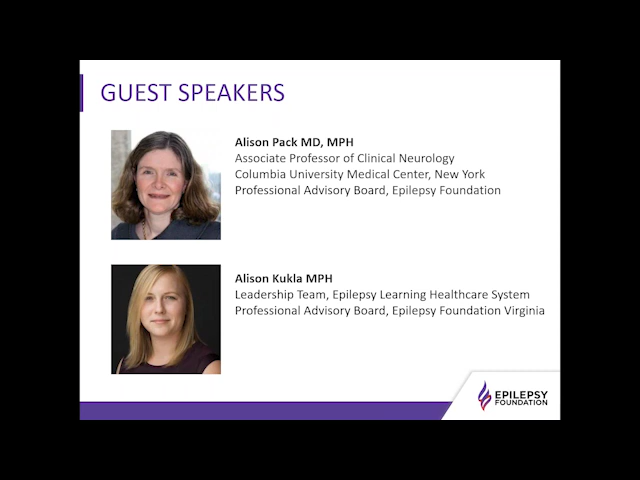 GUEST SPEAKERS
Alison Pack MD, MPH
Associate Professor of Clinical Neurology
Columbia University Medical Center, New York
Professional Advisory Board, Epilepsy Foundation
Alison Kukla MPH
Leadership Team, Epilepsy Learning Healthcare System
Professional Advisory Board, Epilepsy Foundation Virginia
EPILEPSY
FOUNDATION